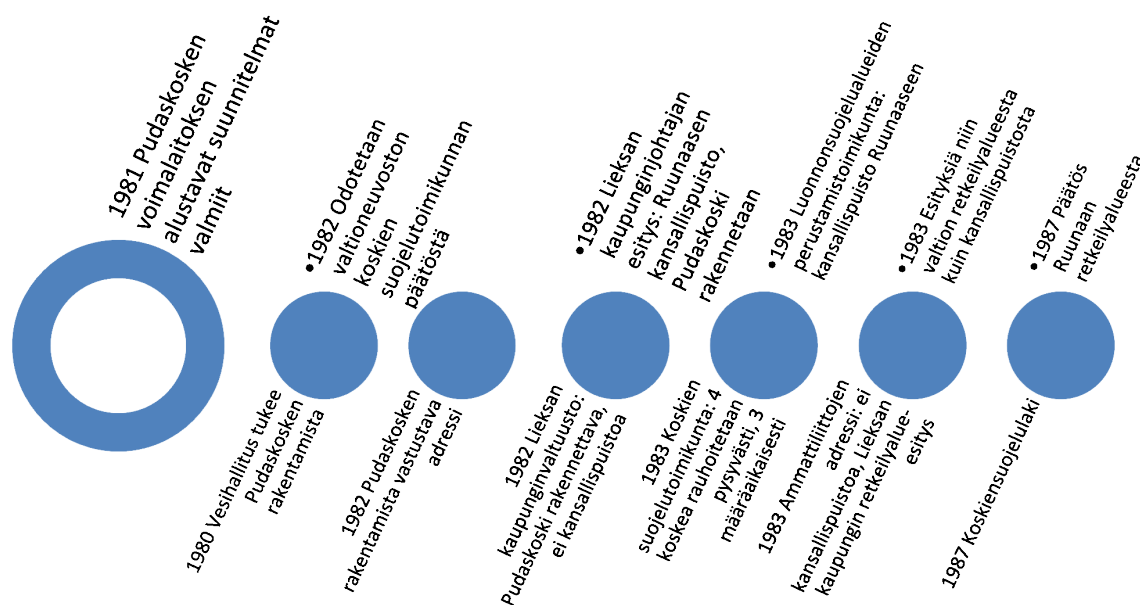 1981 Pudaskosken
voimalaitoksen
alustavat suunnitelmat
valmiit
1980 Vesihallitus tukee
Pudaskosken
rakentamista
•1982 Odotetaan
valtioneuvoston
koskien
suojelutoimikunnan
päätöstä
1982 Pudaskosken
rakentamista vastustava
adressi
•1982 Lieksan
kaupunginjohtajan
esitys: Ruunaasen
kansallispuisto,
Pudaskoski
rakennetaan
1982 Lieksan
kaupunginvaltuusto:
Pudaskoski rakennettava,
ei kansallispuistoa
•1983 Luonnonsuojelualueiden
perustamistoimikunta:
kansallispuisto Ruunaaseen
1983 Koskien
suojelutoimikunta: 4
koskea rauhoitetaan
pysyvästi, 3
määräaikaisesti
•1983 Esityksiä niin
valtion retkeilyalueesta
kuin kansallispuistosta
1983 Ammattiliittojen
adressi: ei
kansallispuistoa, Lieksan
kaupungin retkeilyalue-
esitys
•1987 Päätös
Ruunaan
retkeilyalueesta
1987 Koskiensuojelulaki